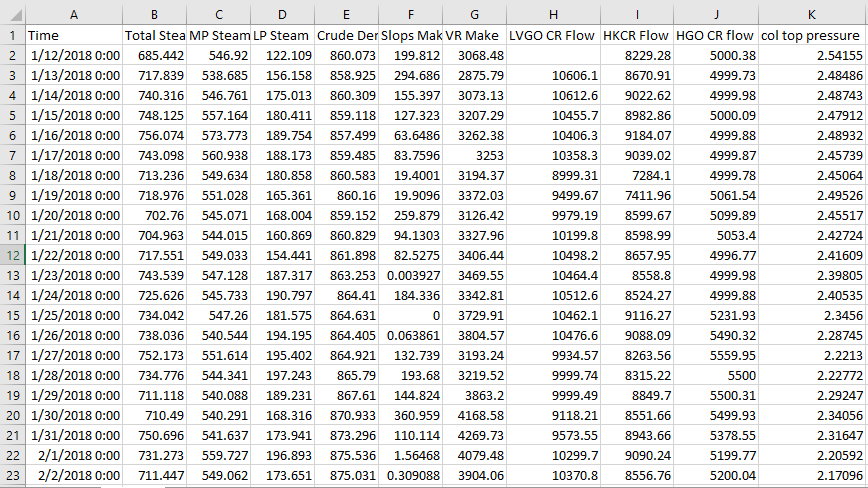 A B C D E F G H I J K
1 Time Total Stea MP Steam LP Steam Crude Der Slops Mak VR Make LVGO CR Flow HKCR Flow HGO CR flow col top pressure
2 1/12/2018 0:00 685.442 546.92 122.109 860.073 199.812 3068.48 8229.28 5000.38 2.54155
3 1/13/2018 0:00 717.839 538.685 156.158 858.925 294.686 2875.79 10606.1 8670.91 4999.73 2.48486
4 1/14/2018 0:00 740.316 546.761 175.013 860.309 155.397 3073.13 10612.6 9022.62 4999.98 2.48743
5 1/15/2018 0:00 748.125 557.164 180.411 859.118 127.323 3207.29 10455.7 8982.86 5000.09 2.47912
6 1/16/2018 0:00 756.074 573.773 189.754 857.499 63.6486 3262.38 10406.3 9184.07 4999.88 2.48932
7 1/17/2018 0:00 743.098 560.938 188.173 859.485 83.7596 3253 10358.3 9039.02 4999.87 2.45739
8 1/18/2018 0:00 713.236 549.634 180.858 860.583 19.4001 3194.37 8999.31 7284.1 4999.78 2.45064
9 1/19/2018 0:00 718.976 551.028 165.361 860.16 19.9096 3372.03 9499.67 7411.96 5061.54 2.49526
10 1/20/2018 0:00 702.76 545.071 168.004 859.152 259.879 3126.42 9979.19 8599.67 5099.89 2.45517
11 1/21/2018 0:00 704.963 544.015 160.869 860.829 94.1303 3327.96 10199.8 8598.99 5053.4 2.42724
12 1/22/2018 0:00 717.551 549.033 154.441 861.898 82.5275 3406.44 10498.2 8657.95 4996.77 2.41609
13 1/23/2018 0:00 743.539 547.128 187.317 863.253 0.003927 3469.55 10464.4 8558.8 4999.98 2.39805
14 1/24/2018 0:00 725.626 545.733 190.797 864.41 184.336 3342.81 10512.6 8524.27 4999.88 2.40535
15 1/25/2018 0:00 734.042 547.26 181.575 864.631 0 3729.91 10462.1 9116.27 5231.93 2.3456
16 1/26/2018 0:00 738.036 540.544 194.195 864.405 0.063861 3804.57 10476.6 9088.09 5490.32 2.28745
17 1/27/2018 0:00 752.173 551.614 195.402 864.921 132.739 3193.24 9934.57 8263.56 5559.95 2.2213
18 1/28/2018 0:00 734.776 544.341 197.243 865.79 193.68 3219.52 9999.74 8315.22 5500 2.22772
19 1/29/2018 0:00 711.118 540.088 189.231 867.61 144.824 3863.2 9999.49 8849.7 5500.31 2.29247
20 1/30/2018 0:00 710.49 540.291 168.316 870.933 360.959 4168.58 9118.21 8551.66 5499.93 2.34056
21 1/31/2018 0:00 750.696 541.637 173.941 873.296 110.114 4269.73 9573.55 8943.66 5378.55 2.31647
22 2/1/2018 0:00 731.273 559.727 196.893 875.536 1.56468 4079.48 10299.7 9090.24 5199.77 2.20592
23 2/2/2018 0:00 711.447 549.062 173.651 875.031 0.309088 3904.06 10370.8 8556.76 5200.04 2.17096